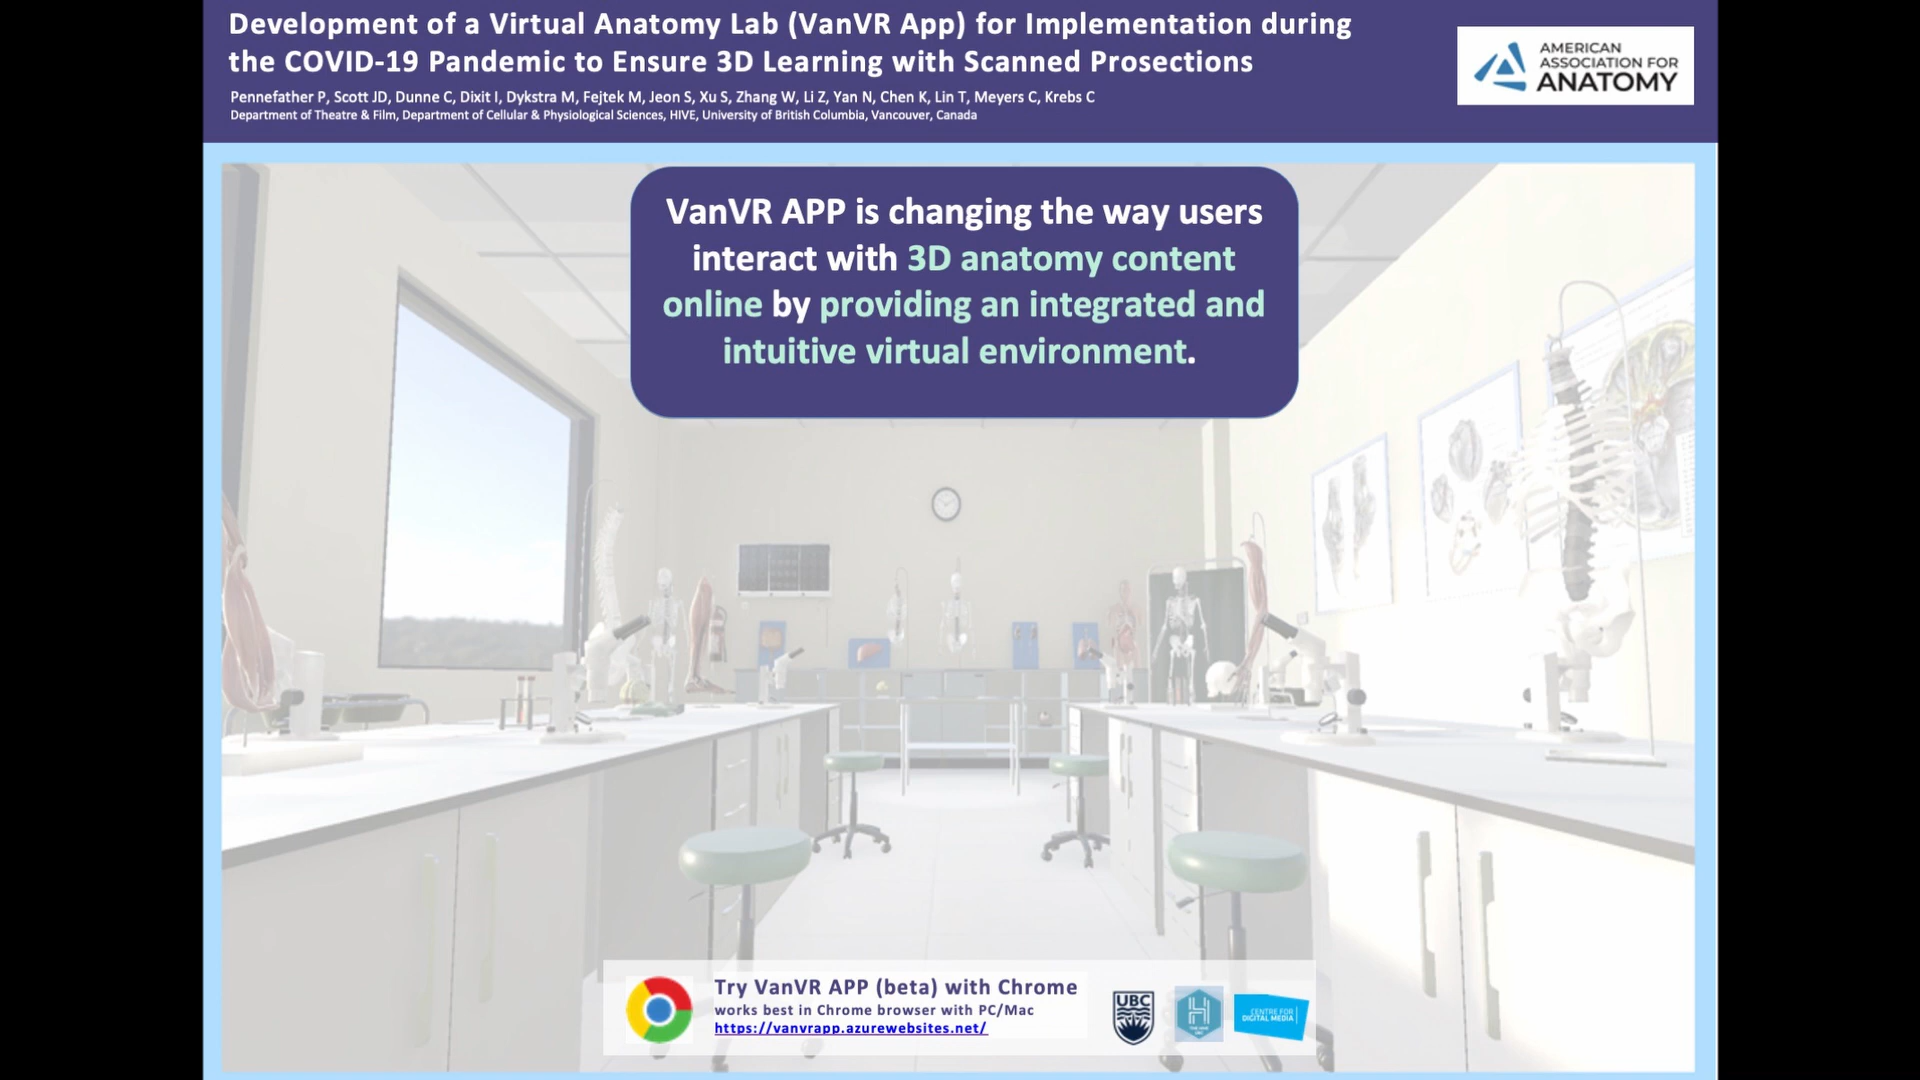 Development of a Virtual Anatomy Lab (VanVR App) for Implementation during
the COVID-19 Pandemic to Ensure 3D Learning with Scanned Prosections
Pennefather P, Scott JD, Dunne C, Dixit I, Dykstra M, Fejtek M, Jeon S, Xu S, Zhang W, Li Z, Yan N, Chen K, Lin T, Meyers C, Krebs C
Department of Theatre & Film, Department of Cellular & Physiological Sciences, HIVE, University of British Columbia, Vancouver, Canada
AMERICAN
ASSOCIATION FOR
ANATOMY
VanVR APP is changing the way users
interact with 3D anatomy content
online by providing an integrated and
intuitive virtual environment.
Try VanVR APP (beta) with Chrome
works best in Chrome browser with PC/Mac
https://vanvrapp.azurewebsites.net/
UBC
CENTRE FOR
DIGITAL MEDIA